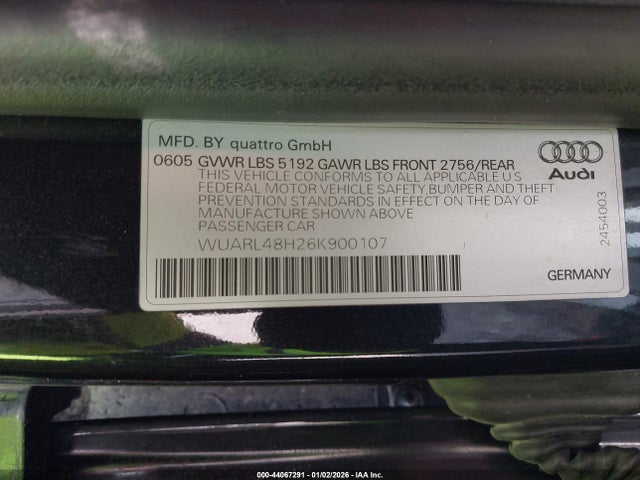 MFD. BY quattro GmbH
0605 GVWR LBS 5192 GAWR LBS FRONT 2756/REAR
THIS VEHICLE CONFORMS TO ALL APPLICABLE U.S
FEDERAL MOTOR VEHICLE SAFETY,BUMPER AND THEFT
PREVENTION STANDARDS IN EFFECT ON THE DAY OF
MANUFACTURING SHOWN ABOVE
PASSENGER CAR
WUARL48H26K900107
Audi
2454003
GERMANY
000-44067291 - 01/02/2026 - IAA Inc.